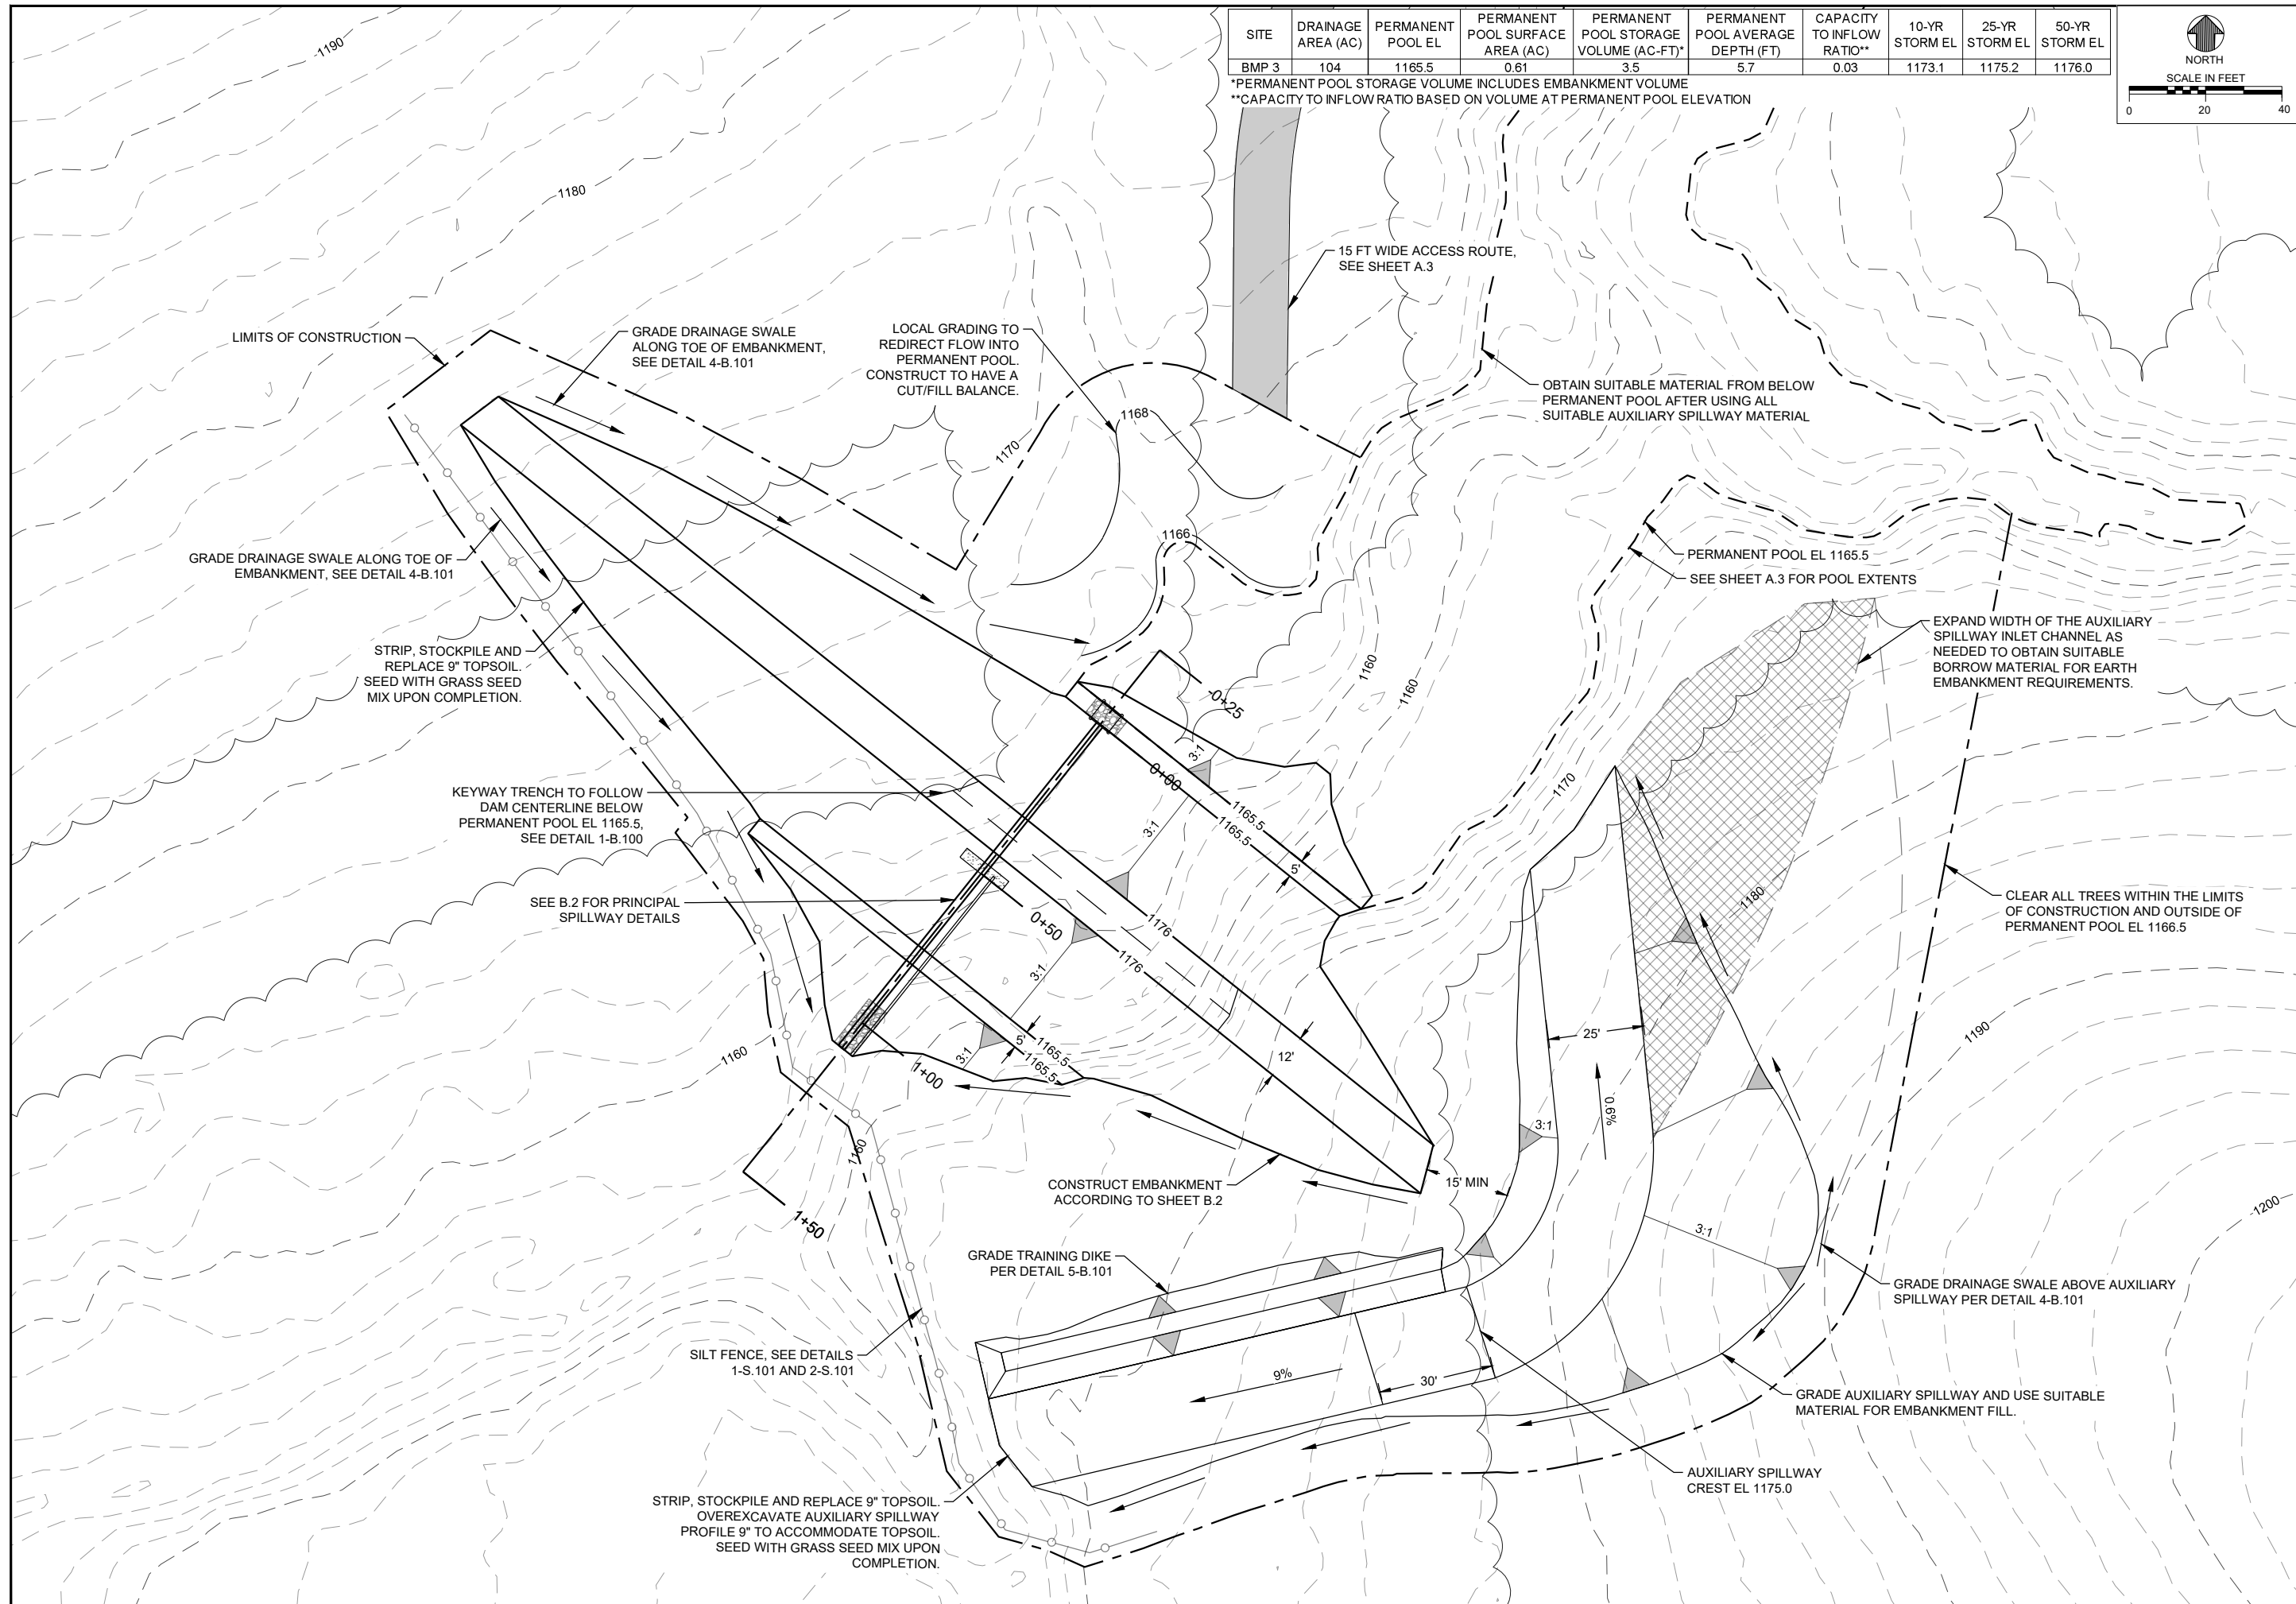 SITE
DRAINAGE
AREA (AC)
PERMANENT
POOL EL
PERMANENT
POOL SURFACE
AREA (AC)
PERMANENT
POOL STORAGE
VOLUME (AC-FT)*
PERMANENT
POOL AVERAGE
DEPTH (FT)
CAPACITY
TO INFLOW
RATIO**
10-YR
STORM EL
25-YR
STORM EL
50-YR
STORM EL
BMP 3 104 1165.5 0.61 3.5 5.7 0.03 1173.1 1175.2 1176.0
*PERMANENT POOL STORAGE VOLUME INCLUDES EMBANKMENT VOLUME
**CAPACITY TO INFLOW RATIO BASED ON VOLUME AT PERMANENT POOL ELEVATION
NORTH
SCALE IN FEET
0 20 40
1190
1180
15 FT WIDE ACCESS ROUTE,
SEE SHEET A.3
LIMITS OF CONSTRUCTION
GRADE DRAINAGE SWALE
ALONG TOE OF EMBANKMENT,
SEE DETAIL 4-B.101
LOCAL GRADING TO
REDIRECT FLOW INTO
PERMANENT POOL.
CONSTRUCT TO HAVE A
CUT/FILL BALANCE.
OBTAIN SUITABLE MATERIAL FROM BELOW
PERMANENT POOL AFTER USING ALL
SUITABLE AUXILIARY SPILLWAY MATERIAL
1168
1170
1166
GRADE DRAINAGE SWALE ALONG TOE OF
EMBANKMENT, SEE DETAIL 4-B.101
PERMANENT POOL EL 1165.5
SEE SHEET A.3 FOR POOL EXTENTS
EXPAND WIDTH OF THE AUXILIARY
SPILLWAY INLET CHANNEL AS
NEEDED TO OBTAIN SUITABLE
BORROW MATERIAL FOR EARTH
EMBANKMENT REQUIREMENTS.
STRIP, STOCKPILE AND
REPLACE 9" TOPSOIL.
SEED WITH GRASS SEED
MIX UPON COMPLETION.
1160
1160
-0+25
3:1
0+00
1170
KEYWAY TRENCH TO FOLLOW
DAM CENTERLINE BELOW
PERMANENT POOL EL 1165.5,
SEE DETAIL 1-B.100
1165.5
1165.5
3:1
5'
SEE B.2 FOR PRINCIPAL
SPILLWAY DETAILS
1180
CLEAR ALL TREES WITHIN THE LIMITS
OF CONSTRUCTION AND OUTSIDE OF
PERMANENT POOL EL 1166.5
0+50
1176
1176
3:1
25'
1190
5'
1165.5
1165.5
3:1
1160
1+00
12'
0.6%
3:1
1160
CONSTRUCT EMBANKMENT
ACCORDING TO SHEET B.2
15' MIN
1200
1+50
3:1
GRADE TRAINING DIKE
PER DETAIL 5-B.101
GRADE DRAINAGE SWALE ABOVE AUXILIARY
SPILLWAY PER DETAIL 4-B.101
SILT FENCE, SEE DETAILS
1-S.101 AND 2-S.101
9%
30'
GRADE AUXILIARY SPILLWAY AND USE SUITABLE
MATERIAL FOR EMBANKMENT FILL.
AUXILIARY SPILLWAY
CREST EL 1175.0
STRIP, STOCKPILE AND REPLACE 9" TOPSOIL.
OVEREXCAVATE AUXILIARY SPILLWAY
PROFILE 9" TO ACCOMMODATE TOPSOIL.
SEED WITH GRASS SEED MIX UPON
COMPLETION.